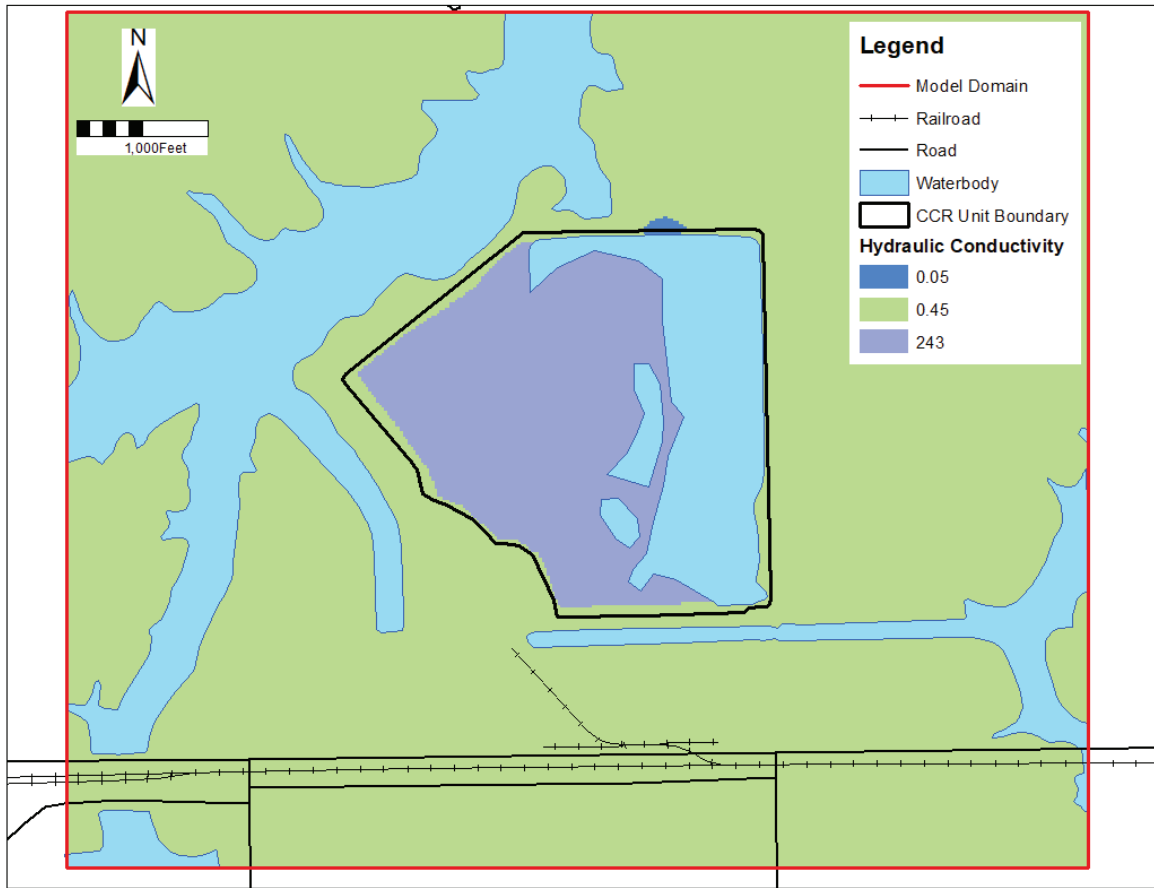 N
1,000Feet
Legend
Model Domain
Railroad
Road
Waterbody
CCR Unit Boundary
Hydraulic Conductivity
0.05
0.45
243